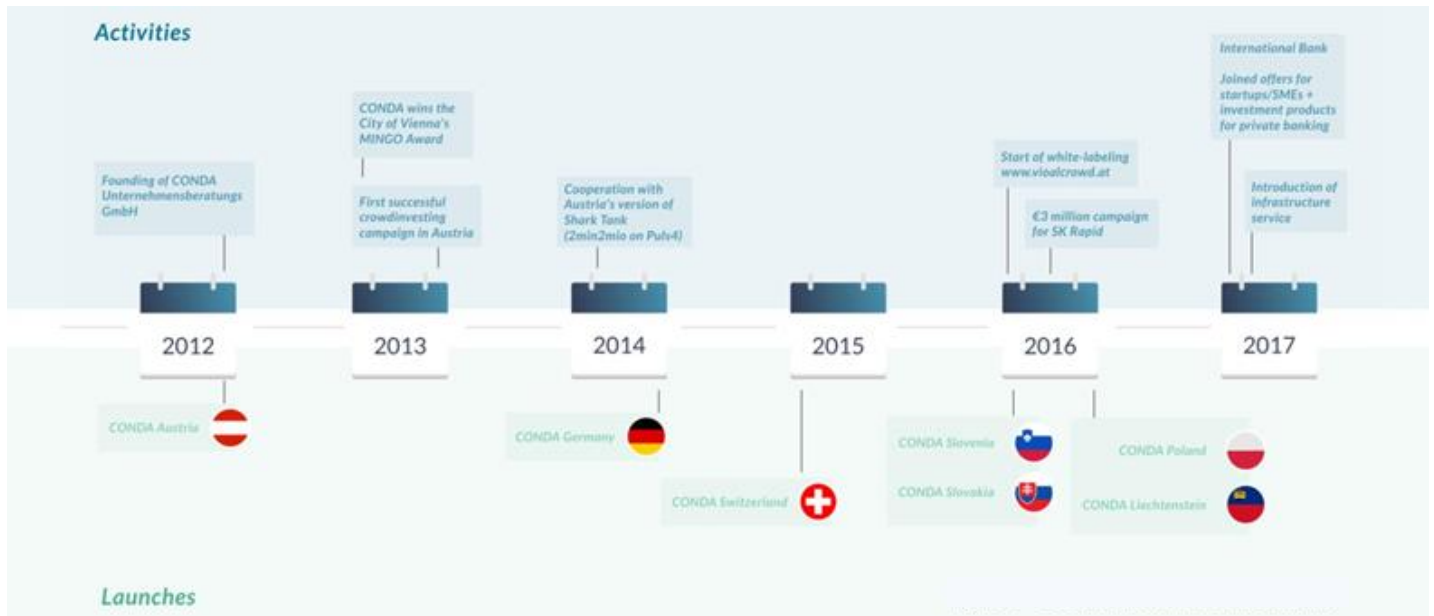 Activities
International Bank
Joined offers for
startups/SMEs +
investment products
for private banking
CONDA wins the
City of Vienna's
MINGO Award
Start of white-labeling
www.vioalcrowd.at
Founding of CONDA
Unternehmensberatungs
GmbH
First successful
crowdinvesting
campaign in Austria
Cooperation with
Austria's version of
Shark Tank
(2min2mio on Puls4)
€3 million campaign
for SK Rapid
Introduction of
infrastructure
service
2012
2013
2014
2015
2016
2017
CONDA Austria
CONDA Germany
CONDA Switzerland
CONDA Slovenia
CONDA Slovakia
CONDA Poland
CONDA Liechtenstein
Launches